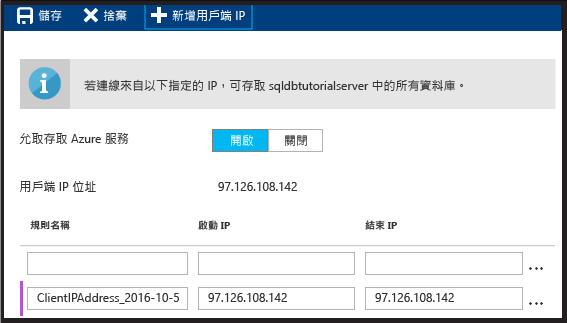 儲存 捨棄 新增用戶端 IP
若連線來自以下指定的 IP，可存取 sqldbtutorialserver 中的所有資料庫。
允取存取 Azure 服務 開啟 關閉
用戶端 IP 位址 97.126.108.142
規則名稱 啟動 IP 結束 IP
ClientIPAddress_2016-10-5 97.126.108.142 97.126.108.142